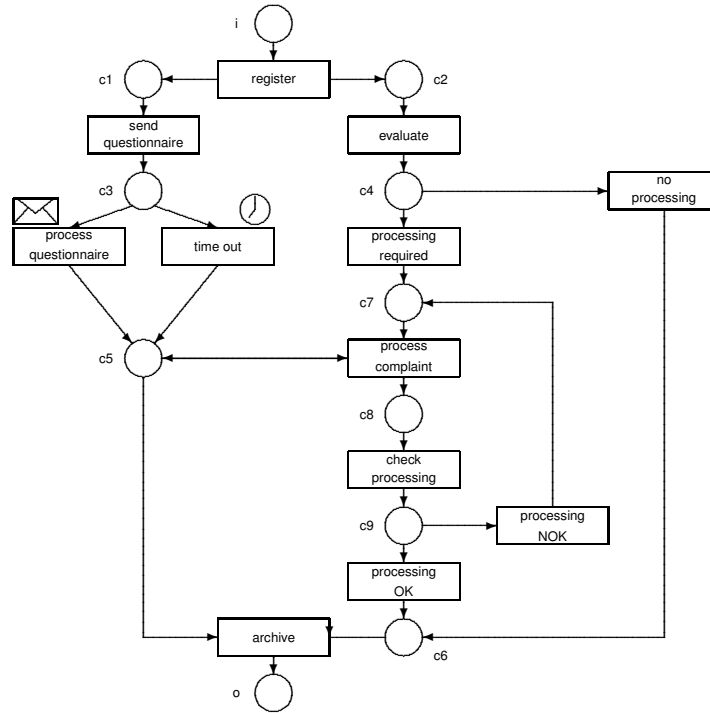 i
c1
register
c2
send
questionnaire
evaluate
c3
c4
no
processing
process
questionnaire
time out
processing
required
c7
c5
process
complaint
c8
check
processing
c9
processing
NOK
processing
OK
archive
c6
o